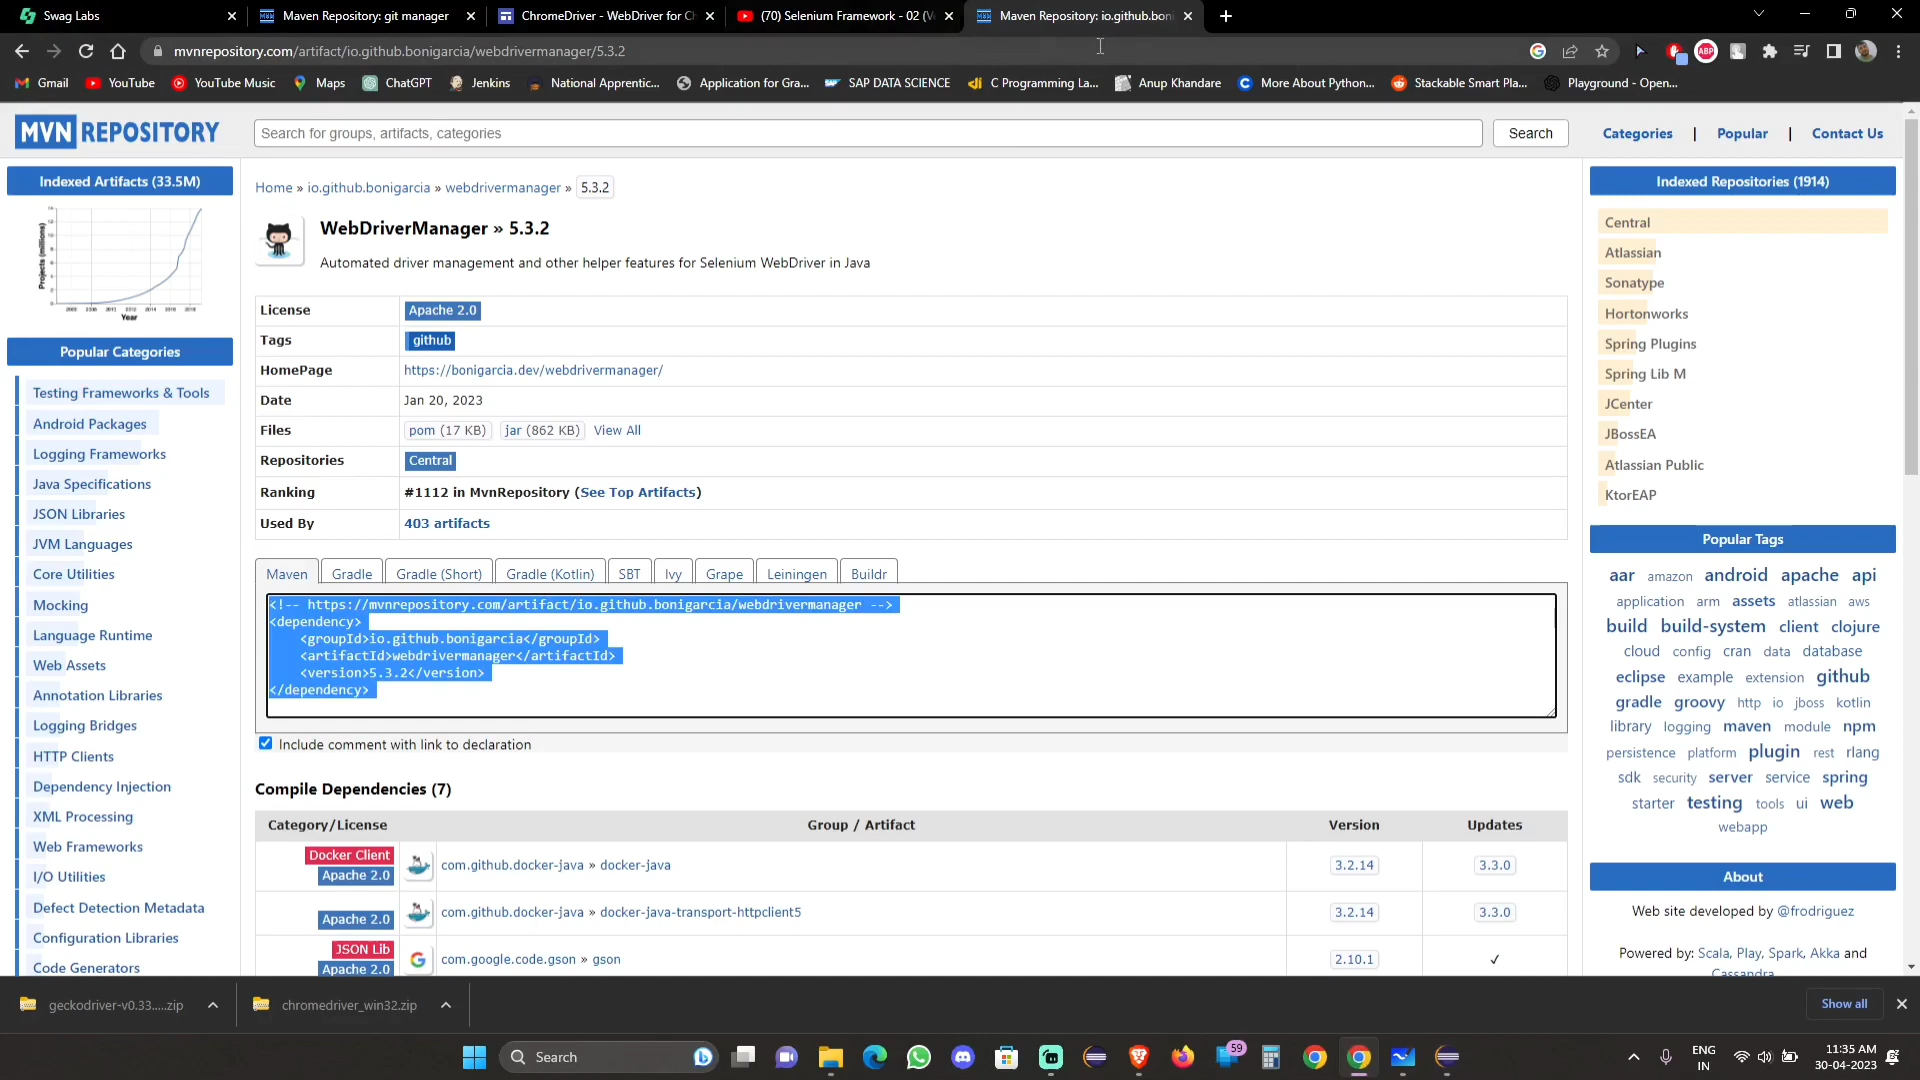 Swag Labs
Maven Repository: git manager
ChromeDriver - WebDriver for Ch
(70) Selenium Framework - 02 (V
Maven Repository: io.github.boni
mvnrepository.com/artifact/io.github.bonigarcia/webdrivermanager/5.3.2
Gmail
YouTube
YouTube Music
Maps
ChatGPT
Jenkins
National Apprentic...
Application for Gra...
SAP DATA SCIENCE
C Programming La...
Anup Khandare
More About Python...
Stackable Smart Pla...
Playground - Open...
MVN REPOSITORY
Search for groups, artifacts, categories
Search
Categories | Popular | Contact Us
Indexed Artifacts (33.5M)
Projects (millions)
Year
Popular Categories
Testing Frameworks & Tools
Android Packages
Logging Frameworks
Java Specifications
JSON Libraries
JVM Languages
Core Utilities
Mocking
Language Runtime
Web Assets
Annotation Libraries
Logging Bridges
HTTP Clients
Dependency Injection
XML Processing
Web Frameworks
I/O Utilities
Defect Detection Metadata
Configuration Libraries
Code Generators
Home » io.github.bonigarcia » webdrivermanager » 5.3.2
WebDriverManager » 5.3.2
Automated driver management and other helper features for Selenium WebDriver in Java
License Apache 2.0
Tags github
HomePage https://bonigarcia.dev/webdrivermanager/
Date Jan 20, 2023
Files pom (17 KB) jar (862 KB) View All
Repositories Central
Ranking #1112 in MvnRepository (See Top Artifacts)
Used By 403 artifacts
Maven Gradle Gradle (Short) Gradle (Kotlin) SBT Ivy Grape Leiningen Buildr
<!-- https://mvnrepository.com/artifact/io.github.bonigarcia/webdrivermanager -->
<dependency>
<groupId>io.github.bonigarcia</groupId>
<artifactId>webdrivermanager</artifactId>
<version>5.3.2</version>
</dependency>
Include comment with link to declaration
Compile Dependencies (7)
Category/License Group / Artifact Version Updates
Docker Client
Apache 2.0 com.github.docker-java » docker-java 3.2.14 3.3.0
Apache 2.0 com.github.docker-java » docker-java-transport-httpclient5 3.2.14 3.3.0
JSON Lib
Apache 2.0 com.google.code.gson » gson 2.10.1 ✓
Indexed Repositories (1914)
Central
Atlassian
Sonatype
Hortonworks
Spring Plugins
Spring Lib M
JCenter
JBossEA
Atlassian Public
KtorEAP
Popular Tags
aar amazon android apache api
application arm assets atlassian aws
build build-system client clojure
cloud config cran data database
eclipse example extension github
gradle groovy http io jboss kotlin
library logging maven module npm
persistence platform plugin rest rlang
sdk security server service spring
starter testing tools ui web
webapp
About
Web site developed by @frodriguez
Powered by: Scala, Play, Spark, Akka and
Cassandra
geckodriver-v0.33.....zip
chromedriver_win32.zip
Show all
Search
59
ENG
IN
11:35 AM
30-04-2023